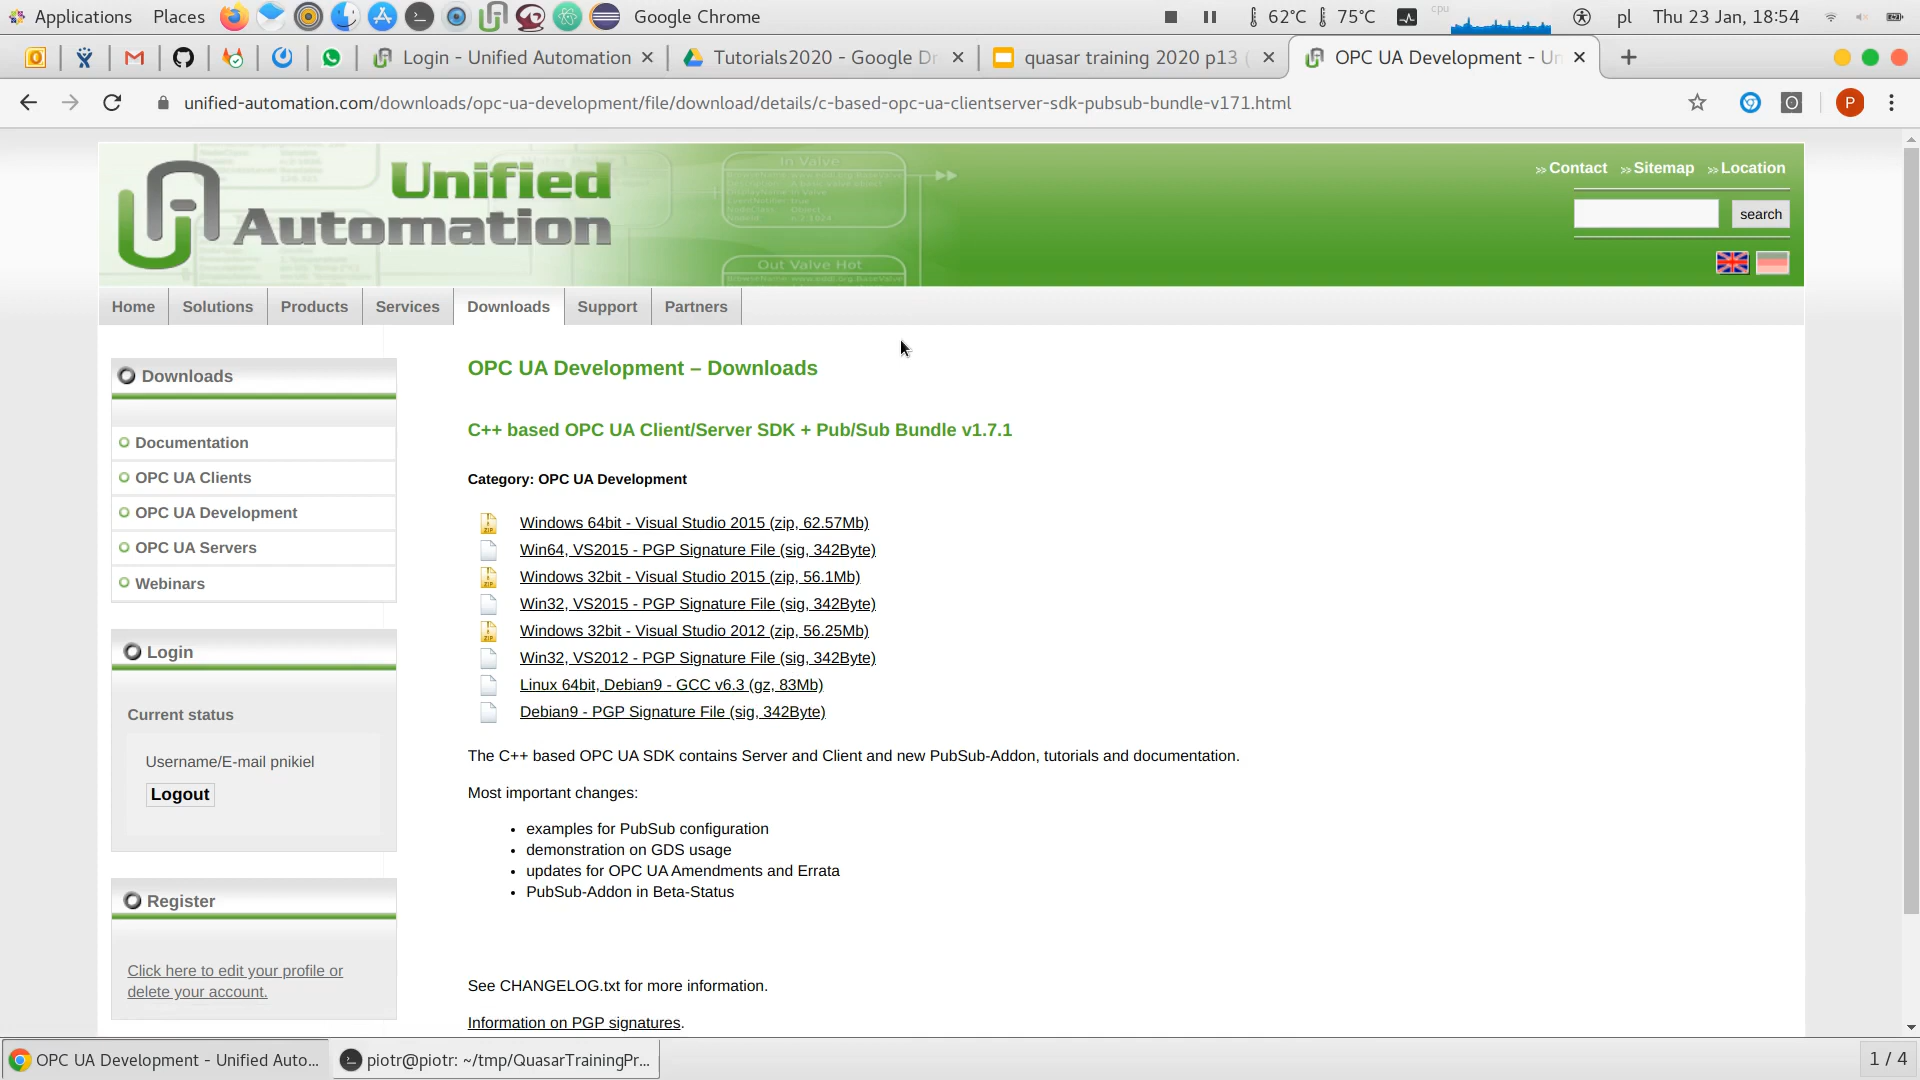 Applications Places Google Chrome 62°C 75°C cpu pl Thu 23 Jan, 18:54
Login - Unified Automation Tutorials2020 - Google Dr quasar training 2020 p13 ( OPC UA Development - Un
unified-automation.com/downloads/opc-ua-development/file/download/details/c-based-opc-ua-clientserver-sdk-pubsub-bundle-v171.html P
Unified
Automation
In Valve
Out Valve Hot
Contact Sitemap Location
search
Home Solutions Products Services Downloads Support Partners
Downloads
Documentation
OPC UA Clients
OPC UA Development
OPC UA Servers
Webinars
Login
Current status
Username/E-mail pnikiel
Logout
Register
Click here to edit your profile or
delete your account.
OPC UA Development – Downloads
C++ based OPC UA Client/Server SDK + Pub/Sub Bundle v1.7.1
Category: OPC UA Development
Windows 64bit - Visual Studio 2015 (zip, 62.57Mb)
Win64, VS2015 - PGP Signature File (sig, 342Byte)
Windows 32bit - Visual Studio 2015 (zip, 56.1Mb)
Win32, VS2015 - PGP Signature File (sig, 342Byte)
Windows 32bit - Visual Studio 2012 (zip, 56.25Mb)
Win32, VS2012 - PGP Signature File (sig, 342Byte)
Linux 64bit, Debian9 - GCC v6.3 (gz, 83Mb)
Debian9 - PGP Signature File (sig, 342Byte)
The C++ based OPC UA SDK contains Server and Client and new PubSub-Addon, tutorials and documentation.
Most important changes:
• examples for PubSub configuration
• demonstration on GDS usage
• updates for OPC UA Amendments and Errata
• PubSub-Addon in Beta-Status
See CHANGELOG.txt for more information.
Information on PGP signatures.
OPC UA Development - Unified Auto... piotr@piotr: ~/tmp/QuasarTrainingPr... 1 / 4